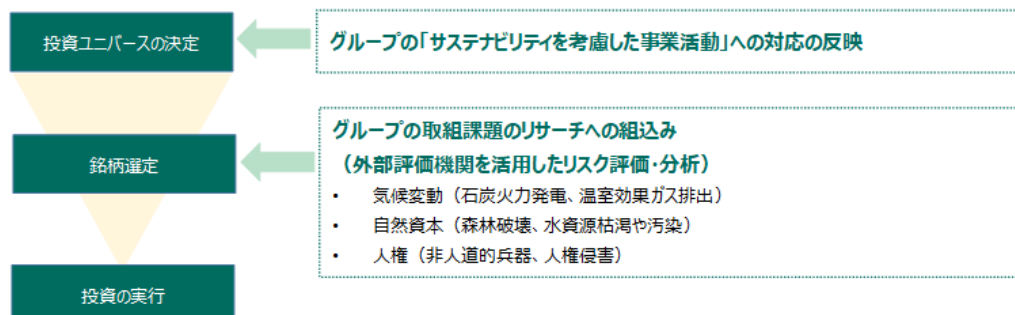 投資ユニバースの決定
グループの「サステナビリティを考慮した事業活動」への対応の反映
銘柄選定
グループの取組課題のリサーチへの組込み
（外部評価機関を活用したリスク評価・分析）
• 気候変動（石炭火力発電、温室効果ガス排出）
• 自然資本（森林破壊、水資源枯渇や汚染）
• 人権（非人道的兵器、人権侵害）
投資の実行